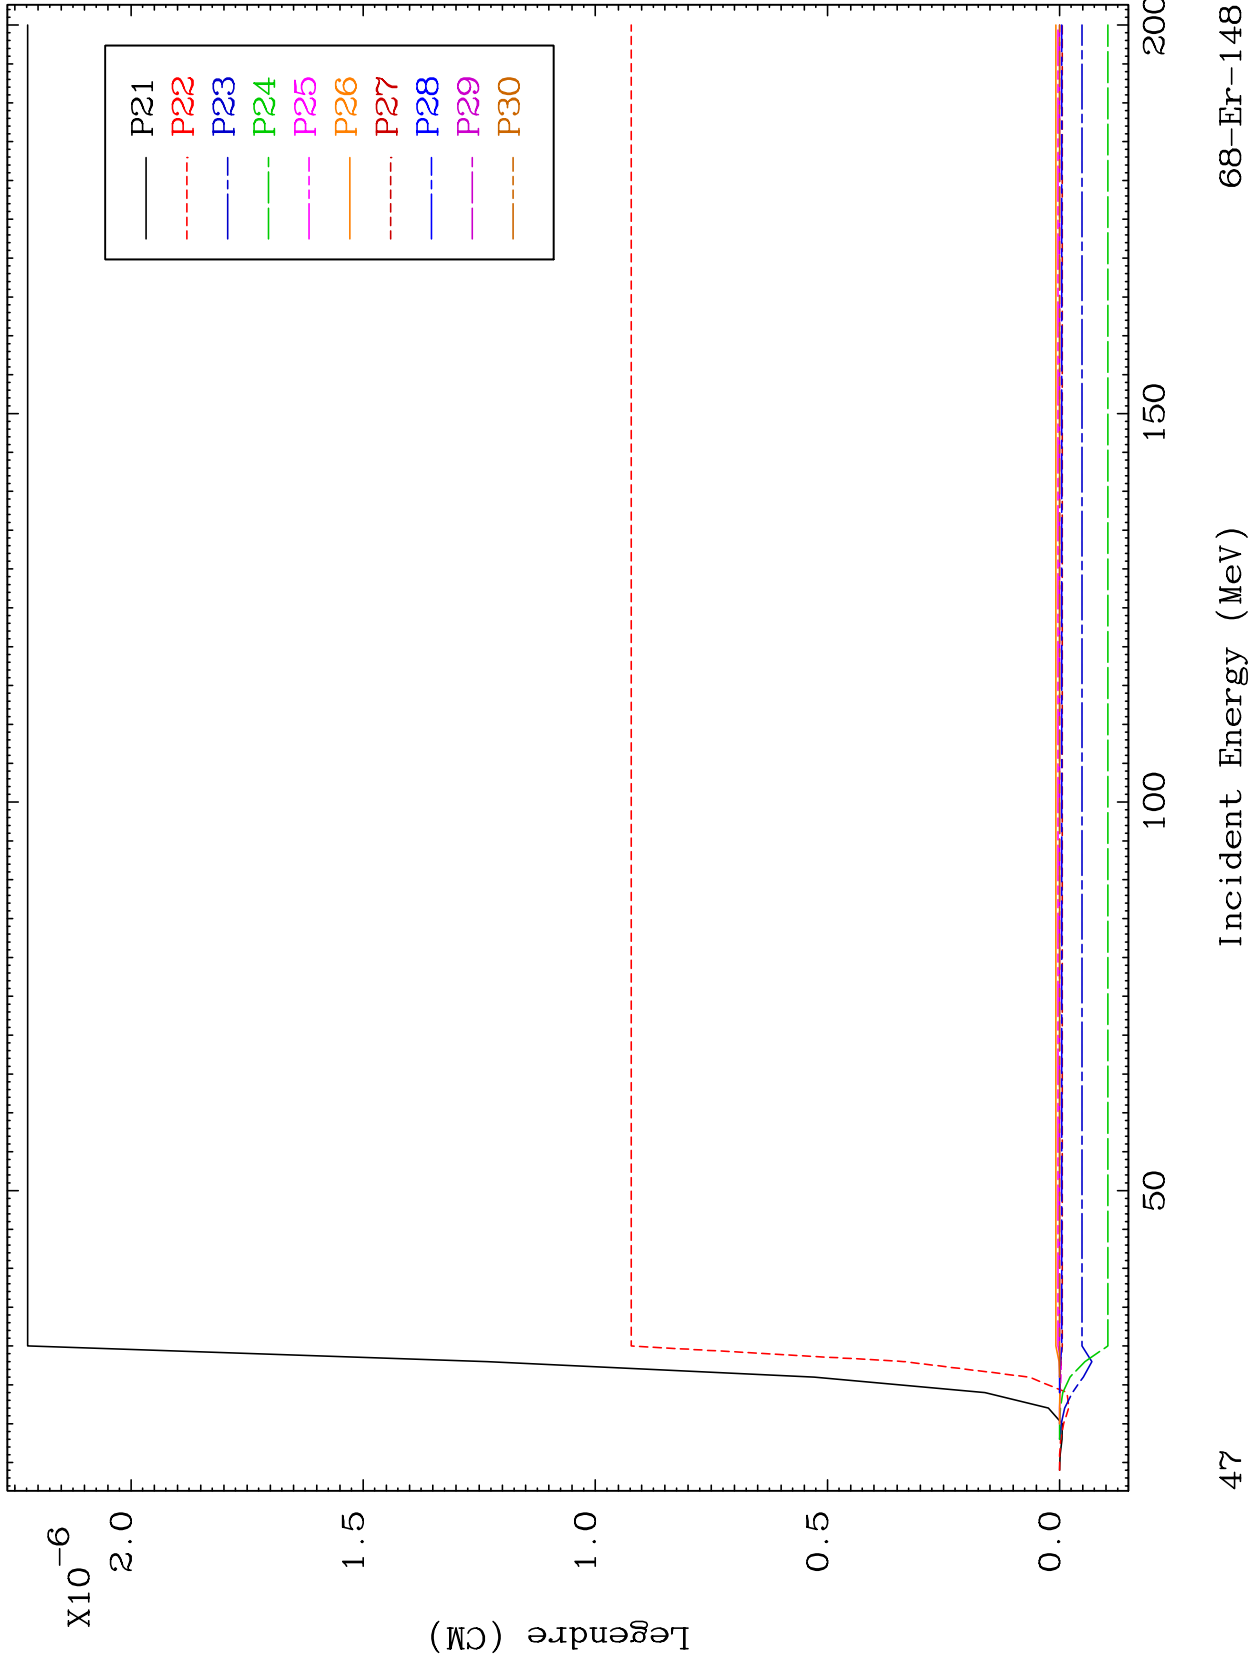 X10-6
2.0
1.5
1.0
0.5
0.0
Legendre (CM)
P21
P22
P23
P24
P25
P26
P27
P28
P29
P30
50
100
150
200
Incident Energy (MeV)
47
68-Er-148